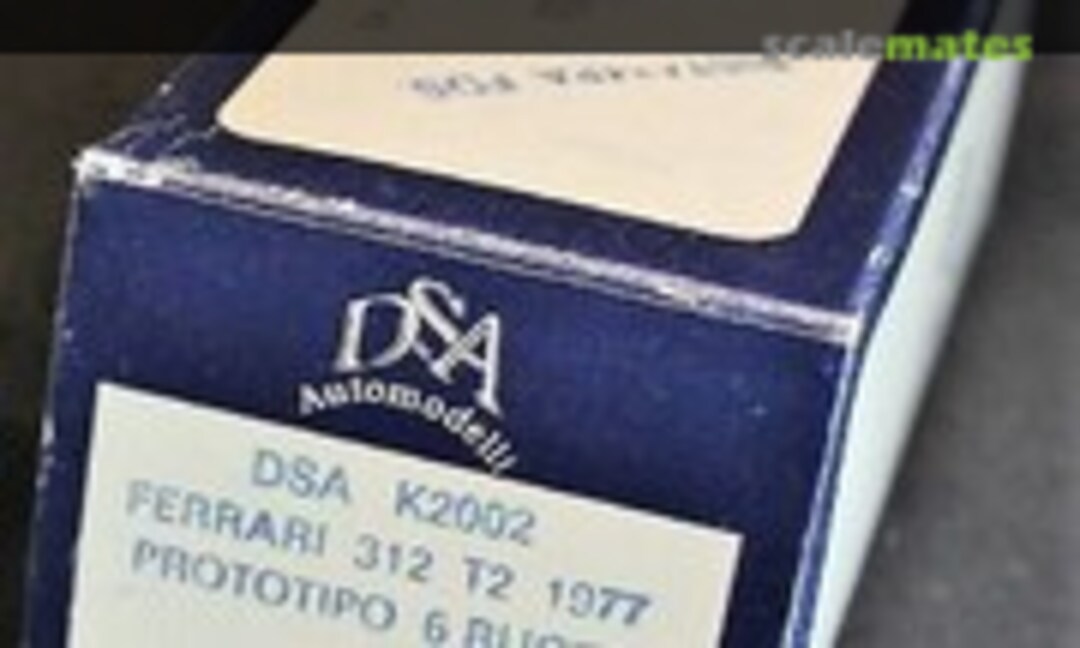 scalemates
DSA
Automodelli
DSA K2002
FERRARI 312 T2 1977
PROTOTIPO 6